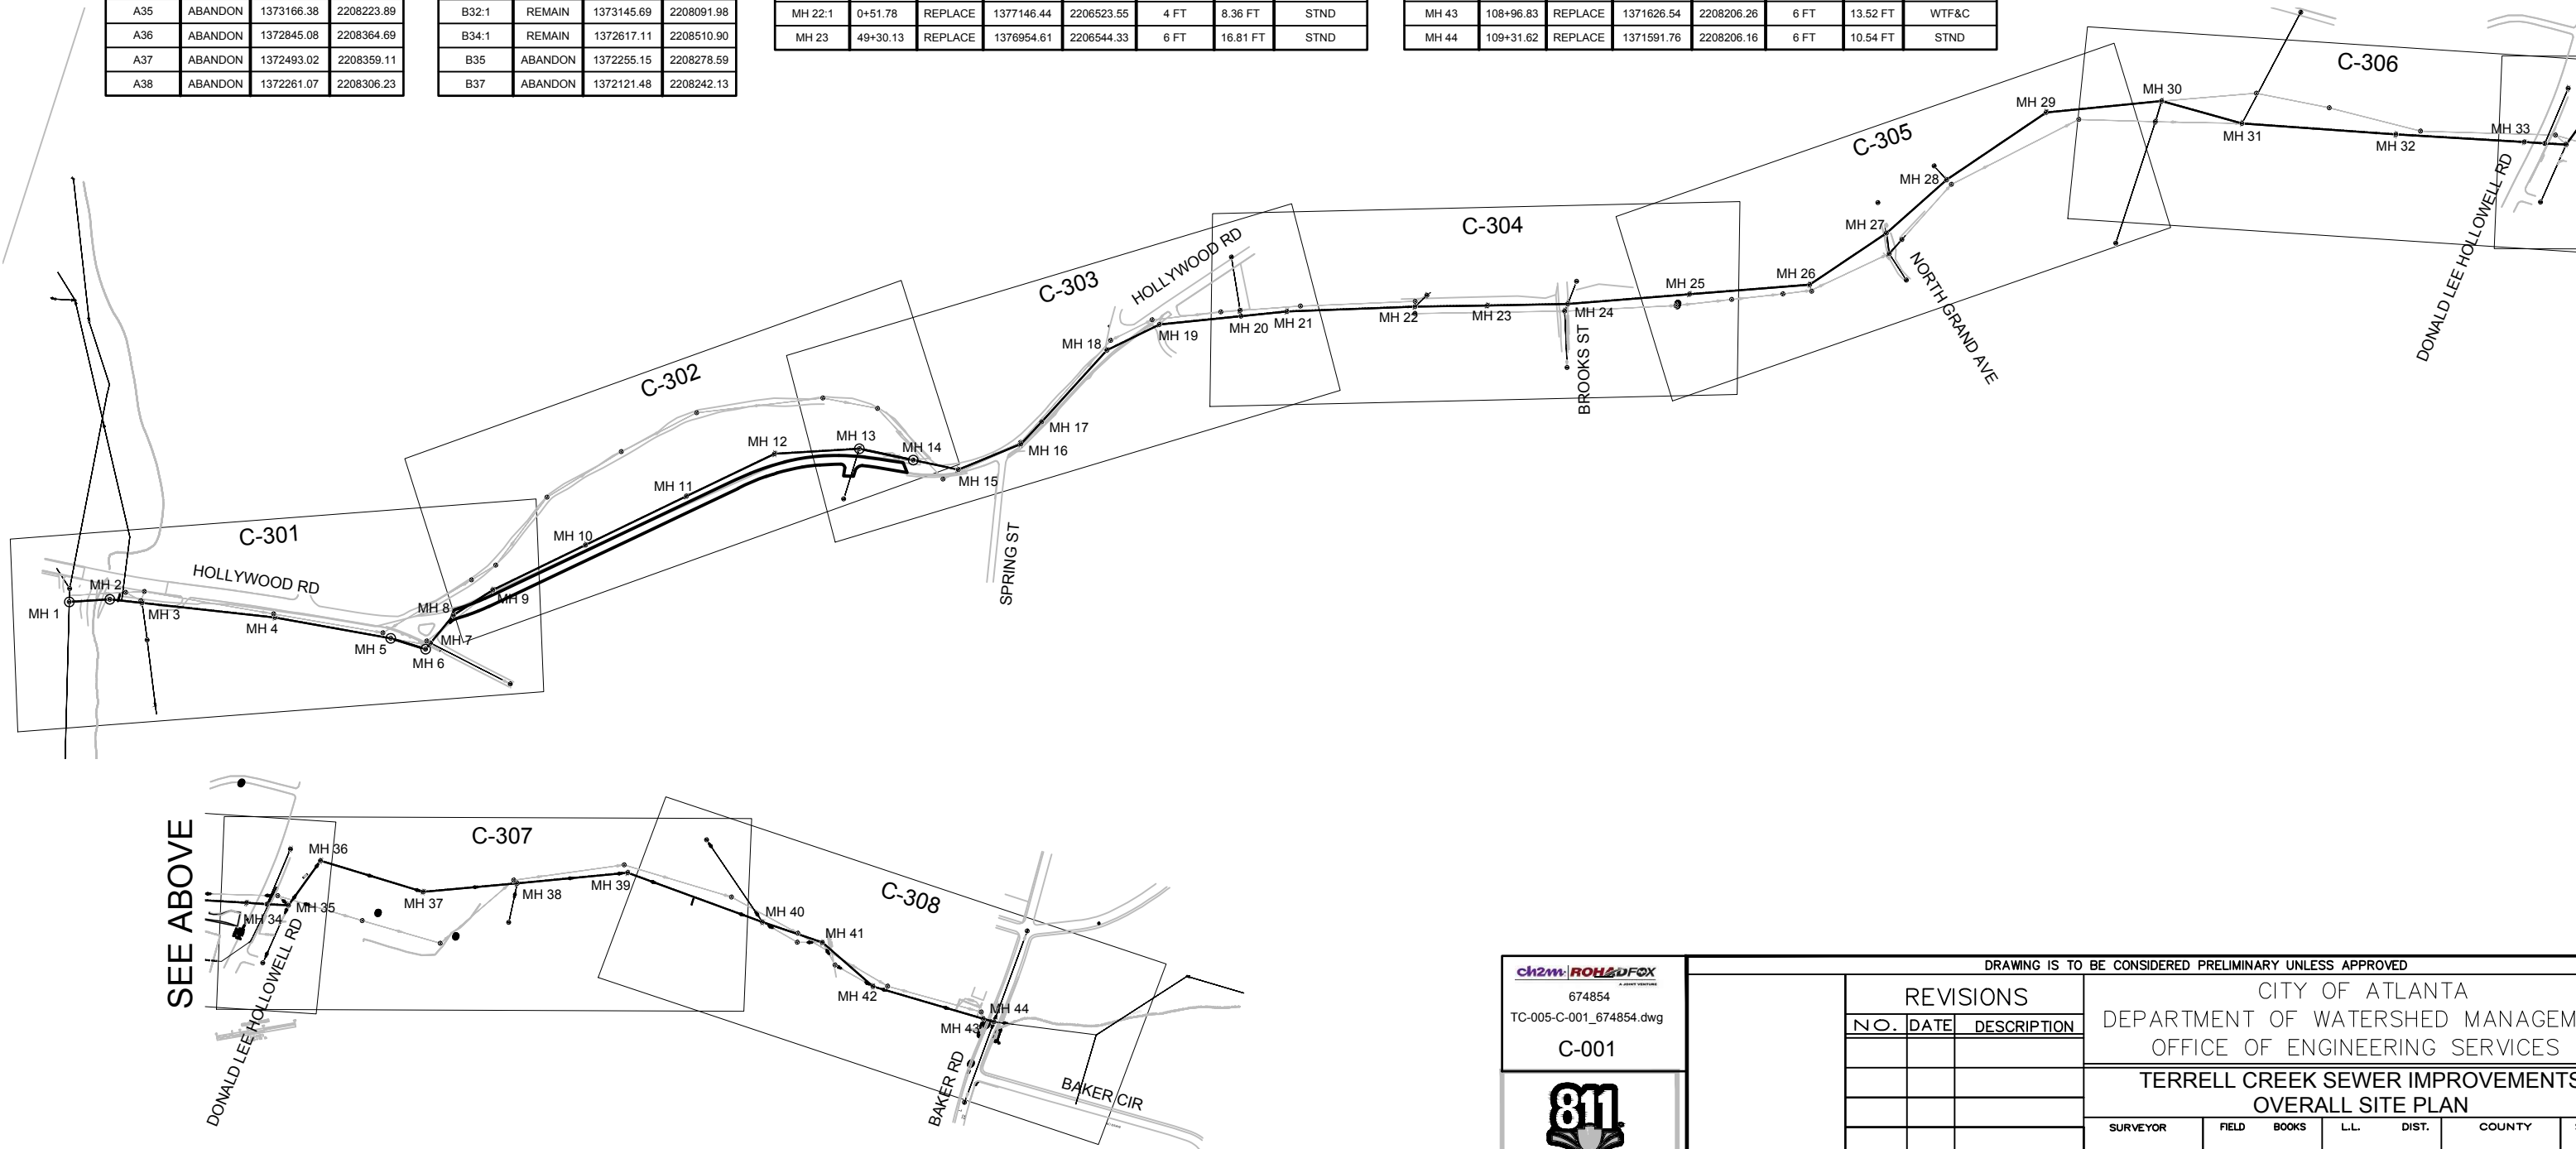 A35 ABANDON 1373166.38 2208223.89
A36 ABANDON 1372845.08 2208364.69
A37 ABANDON 1372493.02 2208359.11
A38 ABANDON 1372261.07 2208306.23
B32:1 REMAIN 1373145.69 2208091.98
B34:1 REMAIN 1372617.11 2208510.90
B35 ABANDON 1372255.15 2208278.59
B37 ABANDON 1372121.48 2208242.13
MH 22:1 0+51.78 REPLACE 1377146.44 2206523.55 4 FT 8.36 FT STND
MH 23 49+30.13 REPLACE 1376954.61 2206544.33 6 FT 16.81 FT STND
MH 43 108+96.83 REPLACE 1371626.54 2208206.26 6 FT 13.52 FT WTF&C
MH 44 109+31.62 REPLACE 1371591.76 2208206.16 6 FT 10.54 FT STND
C-301
HOLLYWOOD RD
MH 1
MH 2
MH 3
MH 4
MH 5
MH 6
MH 7
MH 8
C-302
MH 9
MH 10
MH 11
MH 12
MH 13
MH 14
C-303
MH 15
MH 16
MH 17
MH 18
MH 19
SPRING ST
HOLLYWOOD RD
C-304
MH 20
MH 21
MH 22
MH 23
MH 24
BROOKS ST
C-305
MH 25
MH 26
MH 27
MH 28
MH 29
NORTH GRAND AVE
C-306
MH 30
MH 31
MH 32
MH 33
DONALD LEE HOLLOWELL RD
SEE ABOVE
C-307
MH 34
MH 35
MH 36
MH 37
MH 38
MH 39
DONALD LEE HOLLOWELL RD
C-308
MH 40
MH 41
MH 42
MH 43
MH 44
BAKER RD
BAKER CIR
ch2m: ROHADFOX
A JOINT VENTURE
674854
TC-005-C-001_674854.dwg
C-001
811
DRAWING IS TO BE CONSIDERED PRELIMINARY UNLESS APPROVED
REVISIONS
NO. DATE DESCRIPTION
CITY OF ATLANTA
DEPARTMENT OF WATERSHED MANAGEM
OFFICE OF ENGINEERING SERVICES
TERRELL CREEK SEWER IMPROVEMENTS
OVERALL SITE PLAN
SURVEYOR FIELD BOOKS L.L. DIST. COUNTY